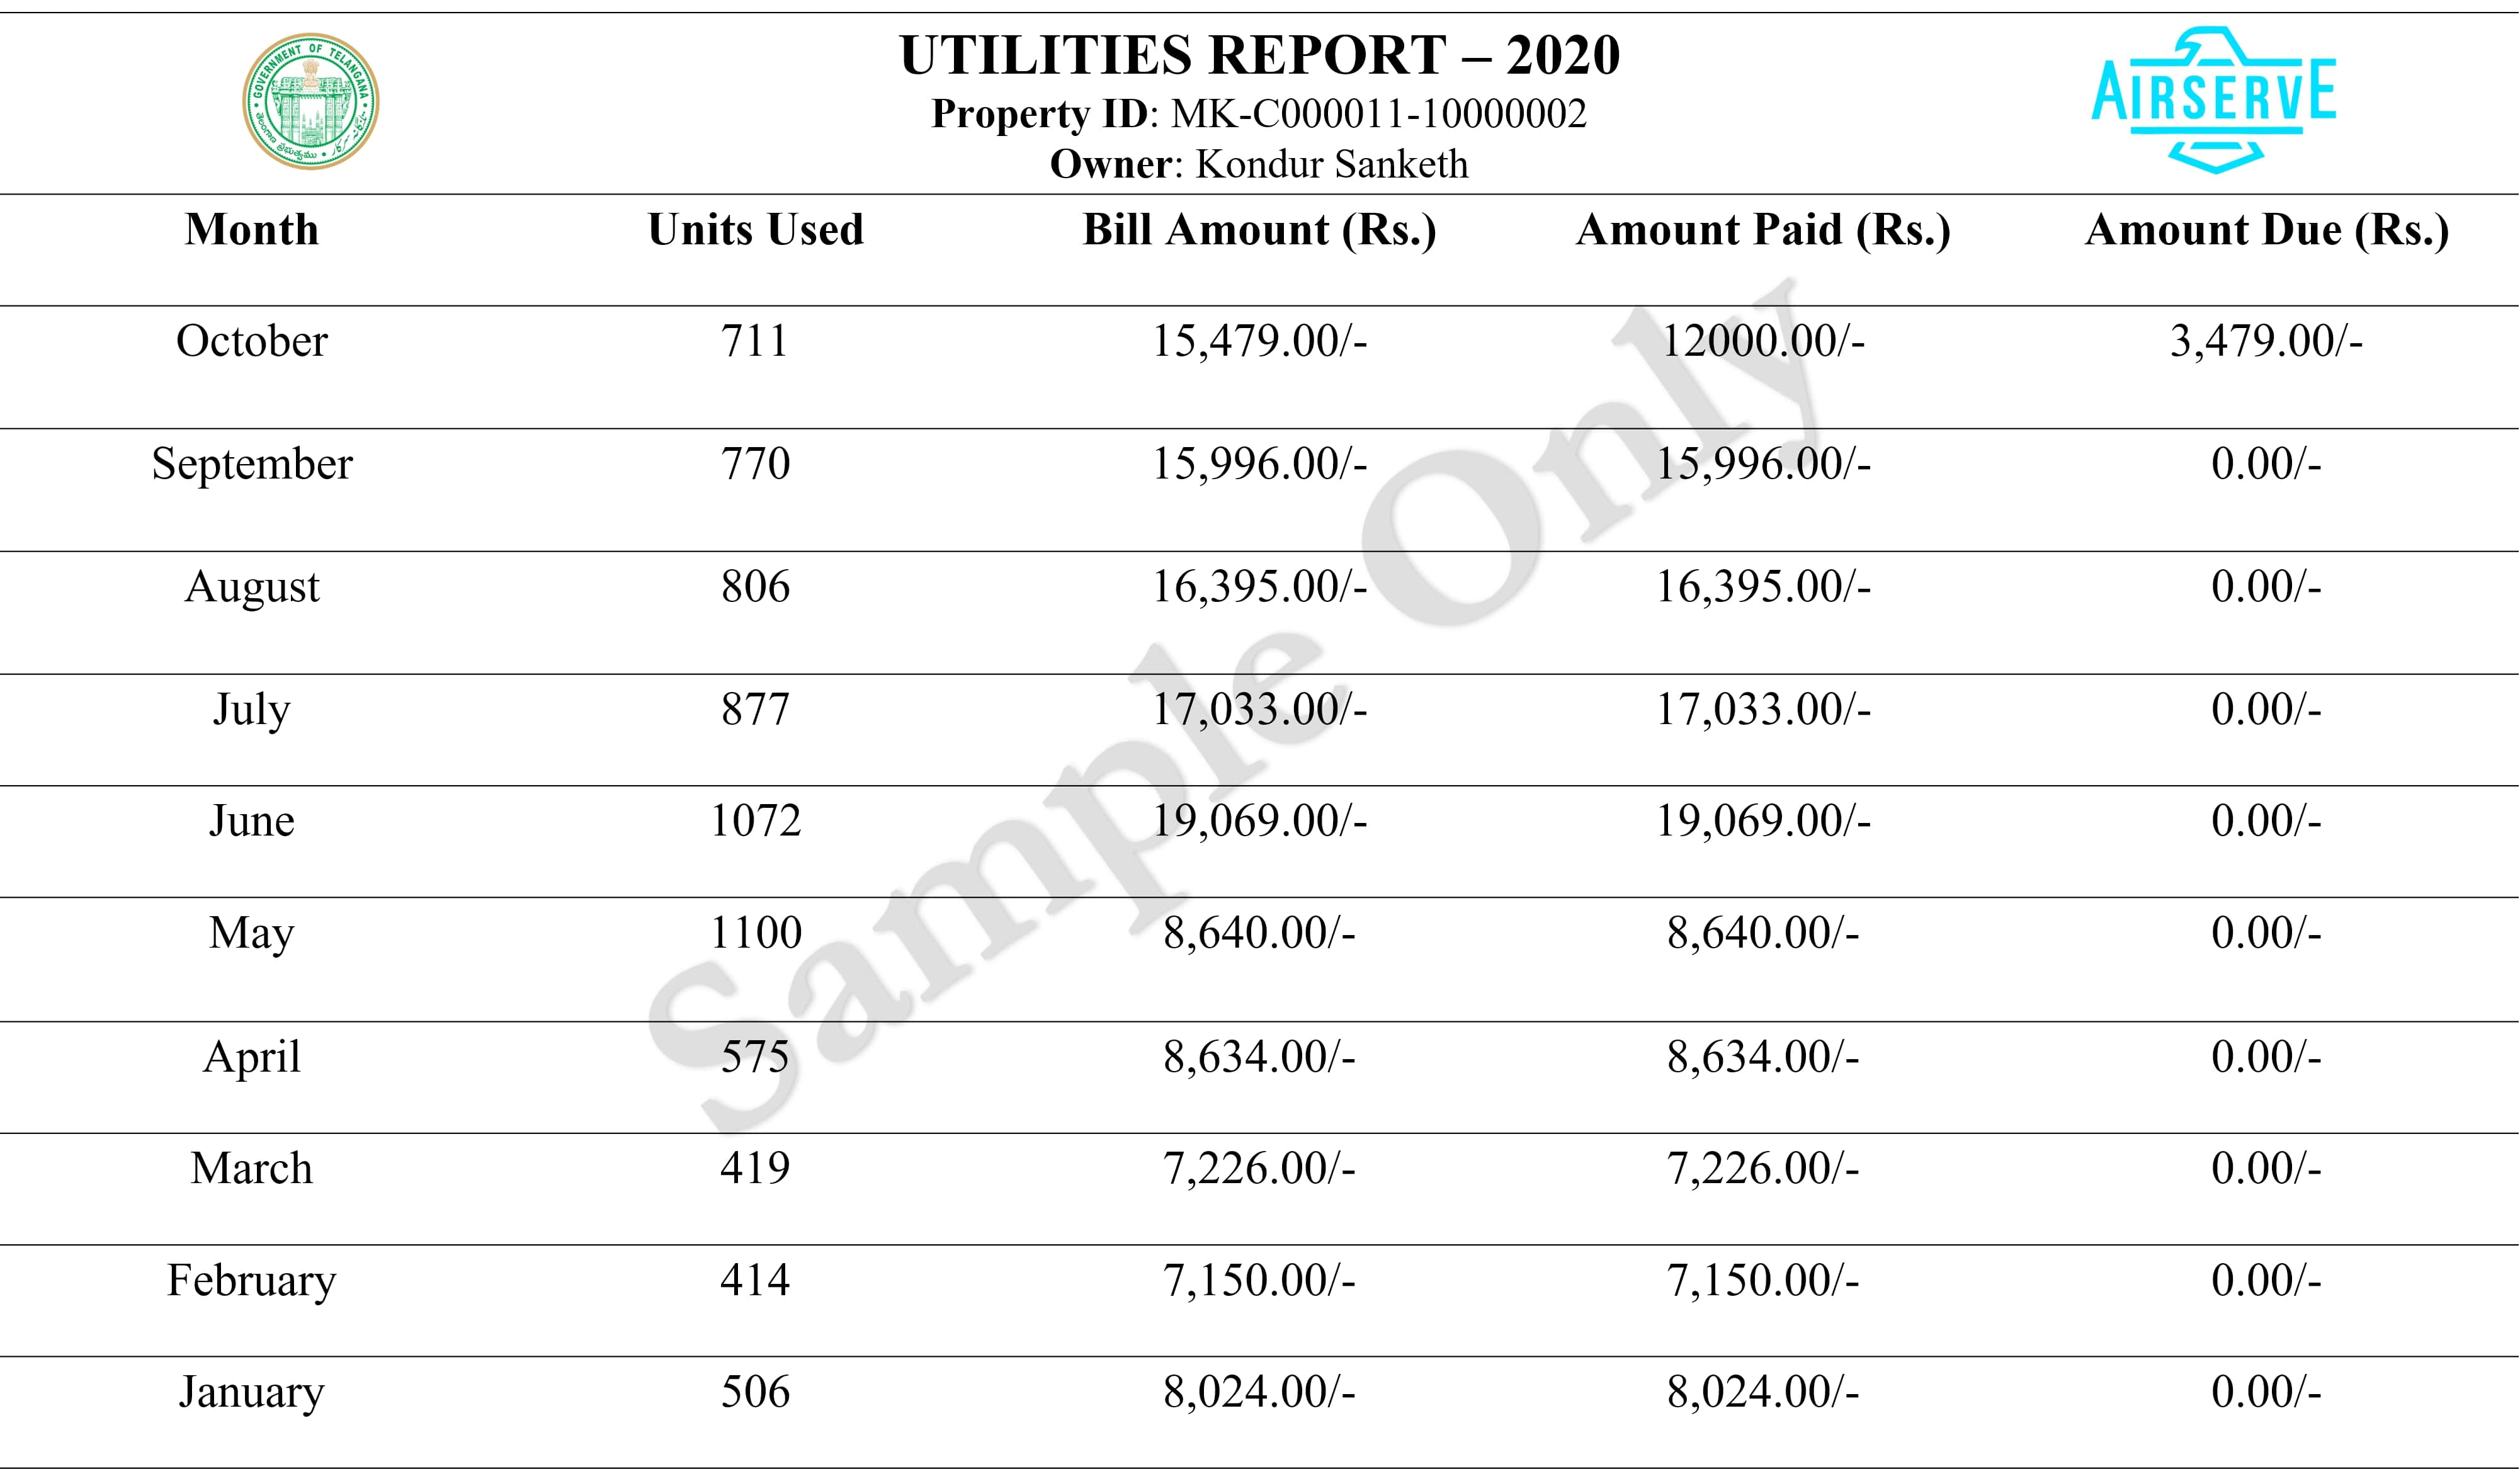 GOVERNMENT OF TELANGANA
తెలంగాణ ప్రభుత్వము
UTILITIES REPORT – 2020
Property ID: MK-C000011-10000002
Owner: Kondur Sanketh
AIRSERVE
Month Units Used Bill Amount (Rs.) Amount Paid (Rs.) Amount Due (Rs.)
October 711 15,479.00/- 12000.00/- 3,479.00/-
September 770 15,996.00/- 15,996.00/- 0.00/-
August 806 16,395.00/- 16,395.00/- 0.00/-
July 877 17,033.00/- 17,033.00/- 0.00/-
June 1072 19,069.00/- 19,069.00/- 0.00/-
May 1100 8,640.00/- 8,640.00/- 0.00/-
April 575 8,634.00/- 8,634.00/- 0.00/-
March 419 7,226.00/- 7,226.00/- 0.00/-
February 414 7,150.00/- 7,150.00/- 0.00/-
January 506 8,024.00/- 8,024.00/- 0.00/-
Sample Only